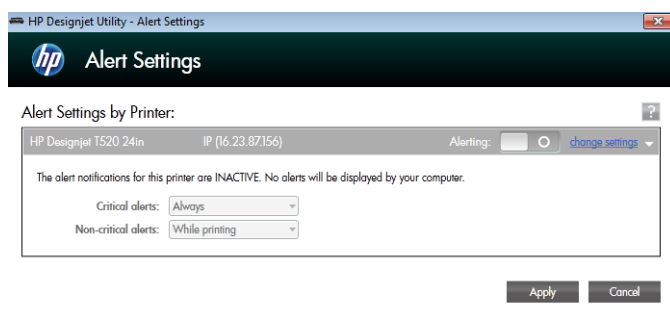 HP Designjet Utility - Alert Settings
hp Alert Settings
Alert Settings by Printer:
?
HP Designjet T520 24in IP (16.23.87.156) Alerting: O change settings
The alert notifications for this printer are INACTIVE. No alerts will be displayed by your computer.
Critical alerts: Always
Non-critical alerts: While printing
Apply Cancel